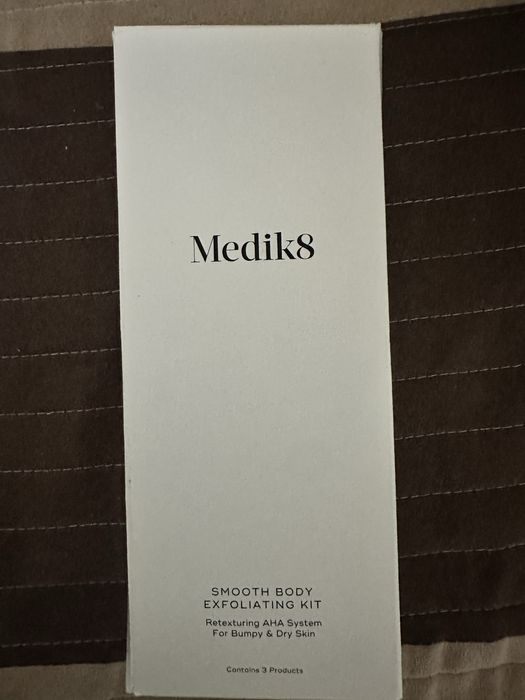 Medik8
SMOOTH BODY
EXFOLIATING KIT
Retexturing AHA System
For Bumpy & Dry Skin
Contains 3 Products